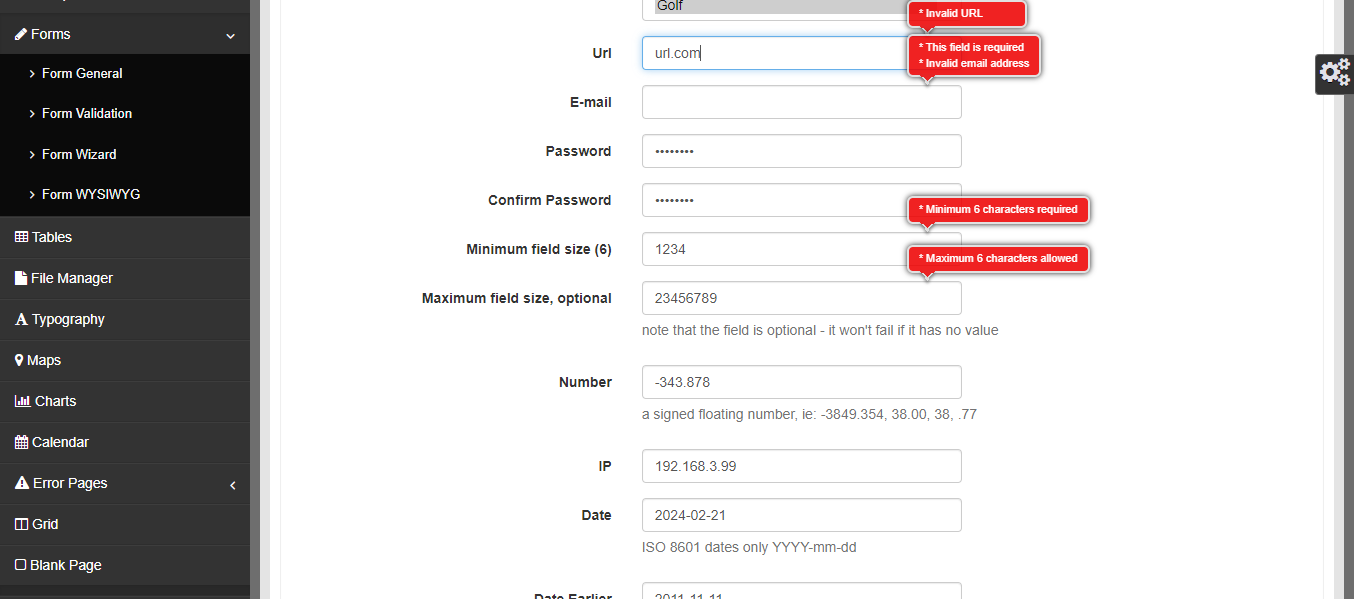 Forms
Form General
Form Validation
Form Wizard
Form WYSIWYG
Tables
File Manager
Typography
Maps
Charts
Calendar
Error Pages
Grid
Blank Page
Golf
* Invalid URL
Url
url.com
* This field is required
* Invalid email address
E-mail
Password
••••••••
Confirm Password
••••••••
* Minimum 6 characters required
Minimum field size (6)
1234
* Maximum 6 characters allowed
Maximum field size, optional
23456789
note that the field is optional - it won't fail if it has no value
Number
-343.878
a signed floating number, ie: -3849.354, 38.00, 38, .77
IP
192.168.3.99
Date
2024-02-21
ISO 8601 dates only YYYY-mm-dd
Date Earlier
2011-11-11